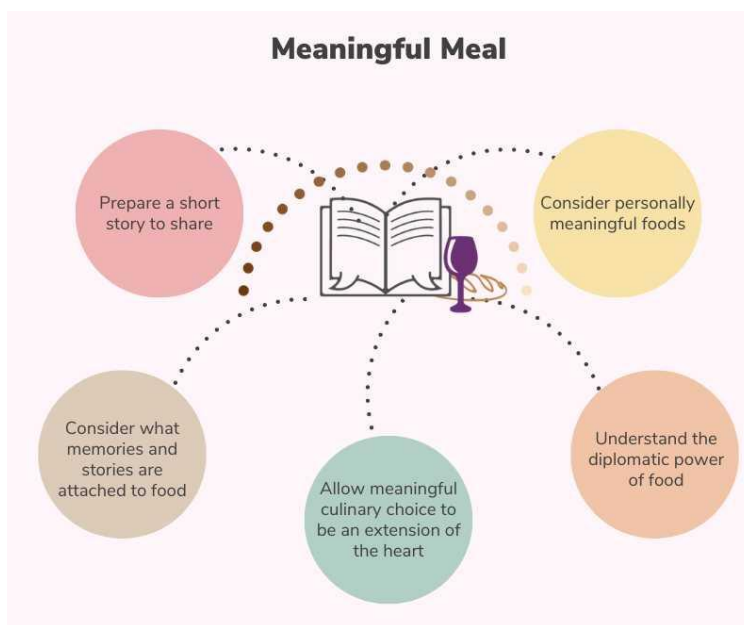 Meaningful Meal
Prepare a short
story to share
Consider personally
meaningful foods
Consider what
memories and
stories are
attached to food
Allow meaningful
culinary choice to
be an extension of
the heart
Understand the
diplomatic power
of food